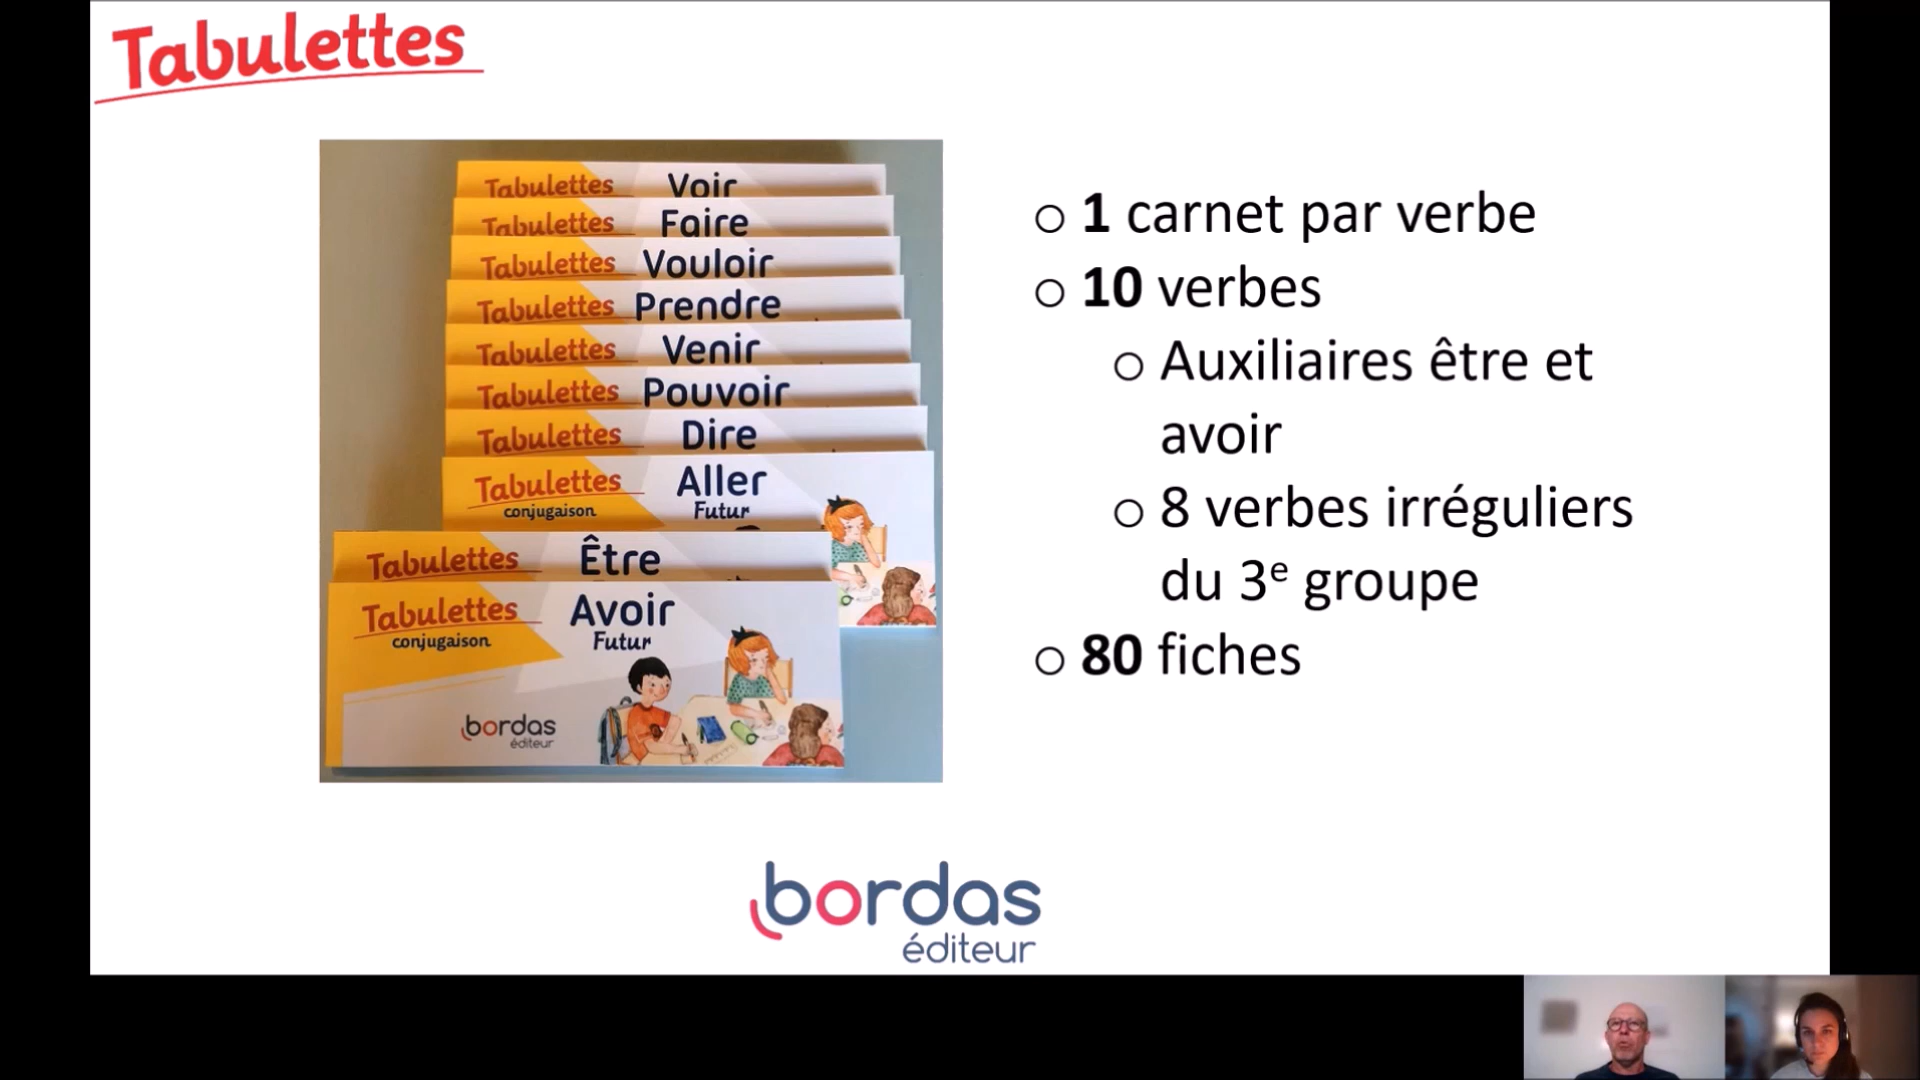 Tabulettes
Tabulettes Voir
Tabulettes Faire
Tabulettes Vouloir
Tabulettes Prendre
Tabulettes Venir
Tabulettes Pouvoir
Tabulettes Dire
Tabulettes Aller
conjugaison Futur
Tabulettes Être
Tabulettes Avoir
conjugaison Futur
bordas
éditeur
o 1 carnet par verbe
o 10 verbes
o Auxiliaires être et
avoir
o 8 verbes irréguliers
du 3e groupe
o 80 fiches
bordas
éditeur